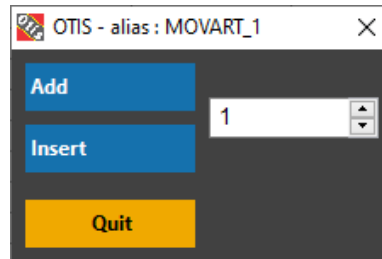 OTIS - alias : MOVART_1
Add
1
Insert
Quit